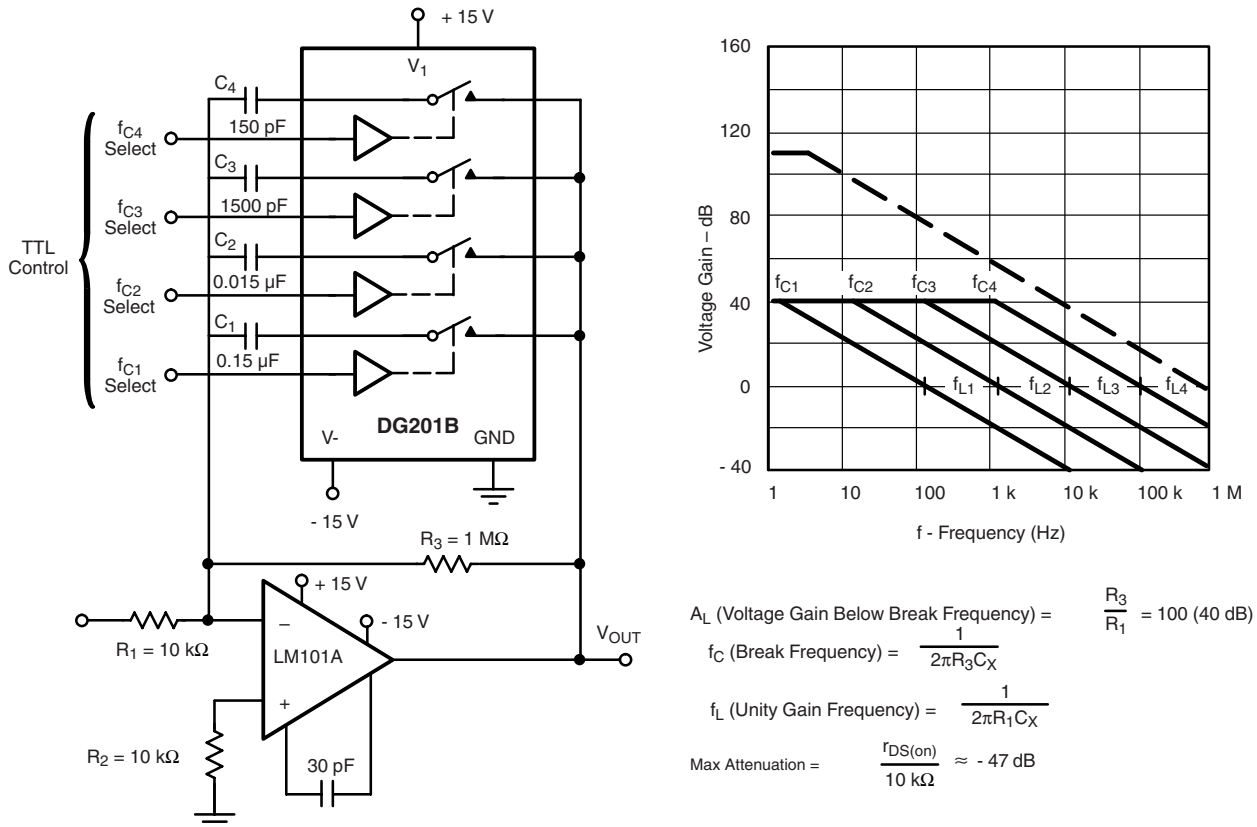 + 15 V
V1
C4
150 pF
fC4
Select
C3
1500 pF
fC3
Select
TTL
Control
C2
0.015 µF
fC2
Select
C1
0.15 µF
fC1
Select
DG201B
V-
GND
- 15 V
R3 = 1 MΩ
+ 15 V
- 15 V
R1 = 10 kΩ
–
LM101A
+
VOUT
R2 = 10 kΩ
30 pF
160
120
80
40
0
- 40
Voltage Gain – dB
fC1 fC2 fC3 fC4
fL1 fL2 fL3 fL4
1 10 100 1 k 10 k 100 k 1 M
f - Frequency (Hz)
AL (Voltage Gain Below Break Frequency) = R3/R1 = 100 (40 dB)
fC (Break Frequency) = 1/2πR3CX
fL (Unity Gain Frequency) = 1/2πR1CX
Max Attenuation = rDS(on)/10 kΩ ≈ - 47 dB